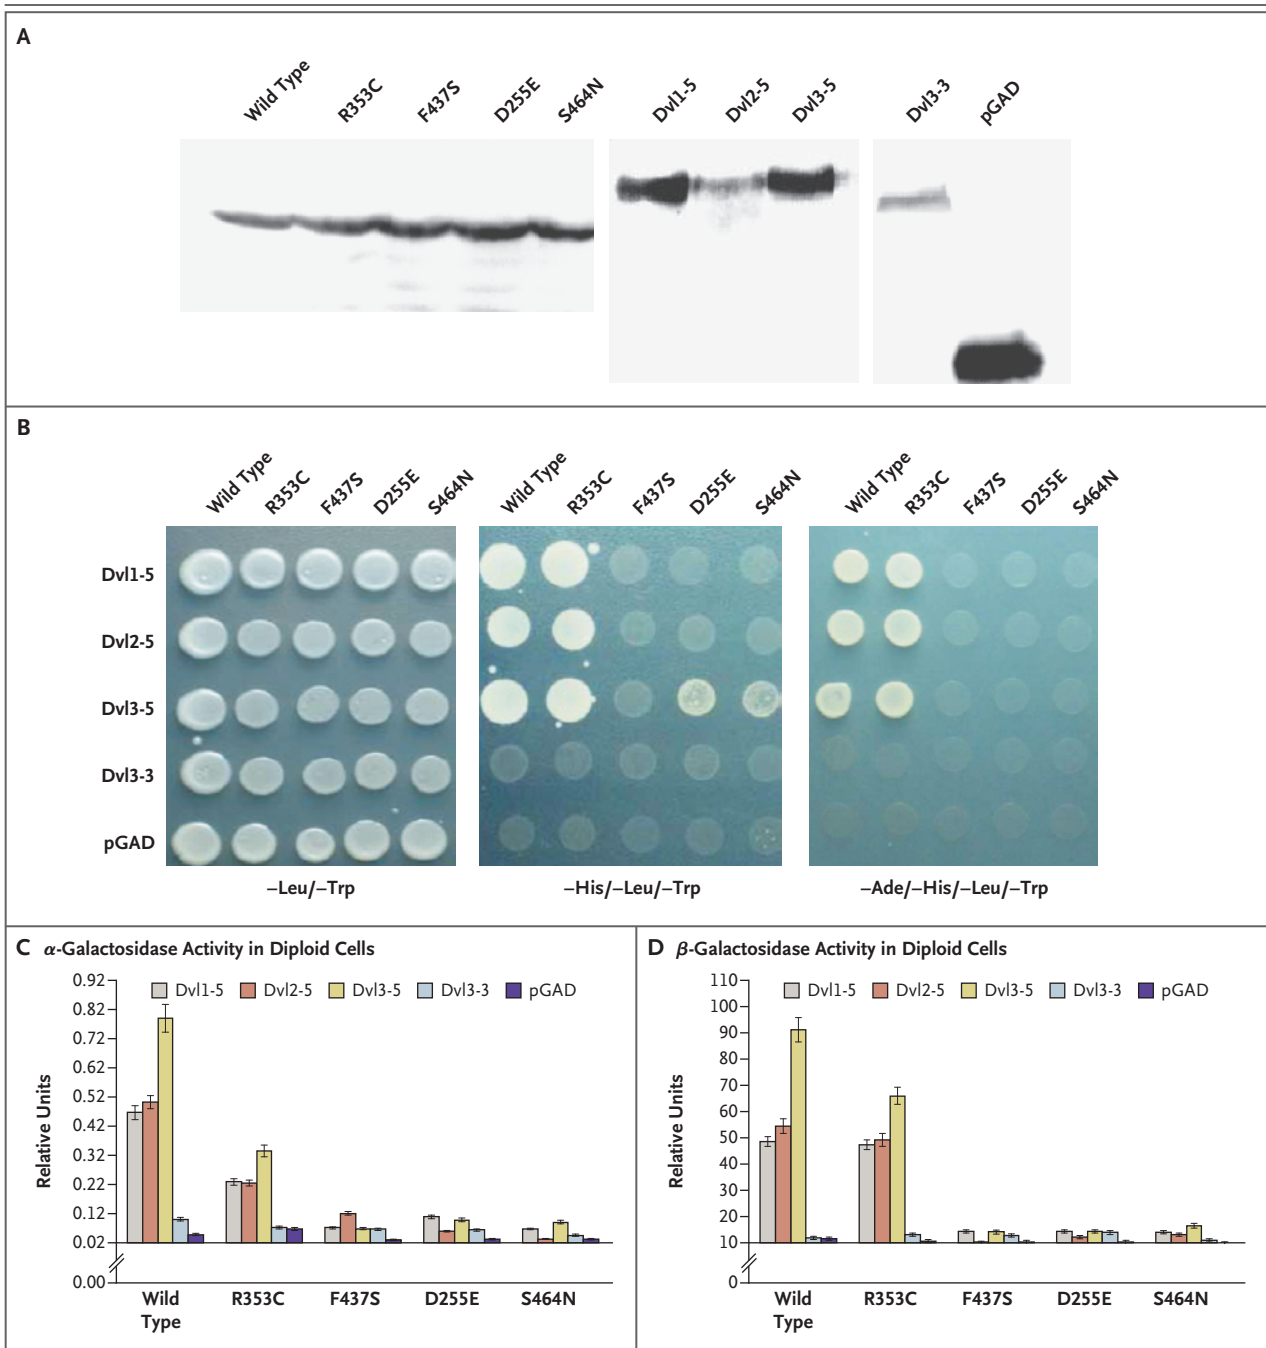 A
Wild Type R353C F437S D255E S464N Dvl1-5 Dvl2-5 Dvl3-5 Dvl3-3 pGAD
B
Wild Type R353C F437S D255E S464N Wild Type R353C F437S D255E S464N Wild Type R353C F437S D255E S464N
Dvl1-5
Dvl2-5
Dvl3-5
Dvl3-3
pGAD
–Leu/–Trp –His/–Leu/–Trp –Ade/–His/–Leu/–Trp
C α-Galactosidase Activity in Diploid Cells
Dvl1-5 Dvl2-5 Dvl3-5 Dvl3-3 pGAD
Relative Units
0.92
0.82
0.72
0.62
0.52
0.42
0.32
0.22
0.12
0.02
0.00
Wild Type R353C F437S D255E S464N
D β-Galactosidase Activity in Diploid Cells
Dvl1-5 Dvl2-5 Dvl3-5 Dvl3-3 pGAD
Relative Units
110
100
90
80
70
60
50
40
30
20
10
0
Wild Type R353C F437S D255E S464N